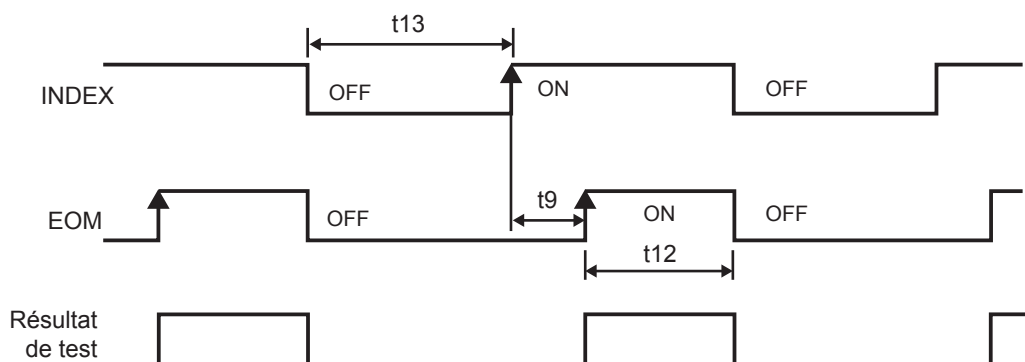 t13
INDEX
OFF
ON
OFF
t9
EOM
OFF
ON
OFF
t12
Résultat
de test